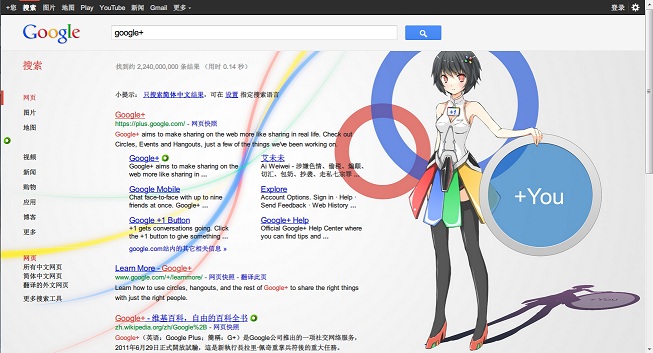 +您 搜索 图片 地图 Play YouTube 新闻 Gmail 更多
登录
Google
google+
搜索
找到约 2,240,000,000 条结果 （用时 0.14 秒）
网页
图片
地图
视频
新闻
购物
应用
博客
更多
网页
所有中文网页
简体中文网页
翻译的外文网页
更多搜索工具
小提示： 只搜索简体中文结果，可在 设置 指定搜索语言
Google+
https://plus.google.com/ - 网页快照
Google+ aims to make sharing on the web more like sharing in real life. Check out
Circles, Events and Hangouts, just a few of the things we've been working on.
Google+
Google+ aims to make sharing on the
web more like sharing in ...
艾未未
Ai Weiwei - 涉嫌色情、偷税、
切汇、包奶、抄袭、走私七宗罪 ...
Google Mobile
Chat face-to-face with up to nine
friends at once. Google+ ...
Explore
Account Options. Sign in · Help ·
Send Feedback · Web History ...
Google +1 Button
+1 gets conversations going. Click
the +1 button to give something ...
Google+ Help
Official Google+ Help Center where
you can find tips and ...
google.com站内的其它相关信息 »
Learn More - Google+
www.google.com/+/learnmore/ - 网页快照 - 翻译此页
Learn how to use circles, hangouts, and the rest of Google+ to share the right things
with just the right people.
Google+ - 维基百科，自由的百科全书
zh.wikipedia.org/zh/Google%2B - 网页快照
Google+（英语：Google Plus；簡稱：G+）是Google公司推出的一項社交网络服务，
2011年6月29日正式開放試驗，這是新執行長拉里·佩奇重掌兵符後的重大任務。
+You
+You